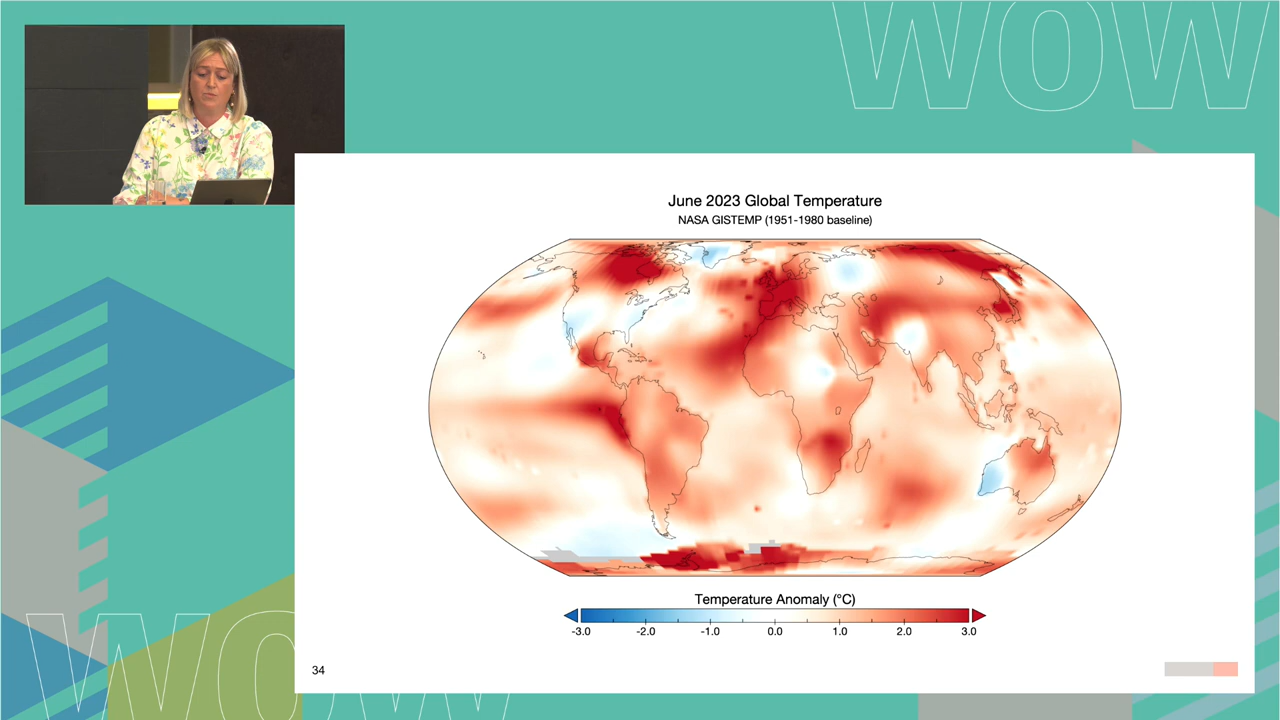 WOW
June 2023 Global Temperature
NASA GISTEMP (1951-1980 baseline)
Temperature Anomaly (°C)
-3.0 -2.0 -1.0 0.0 1.0 2.0 3.0
34
WOW